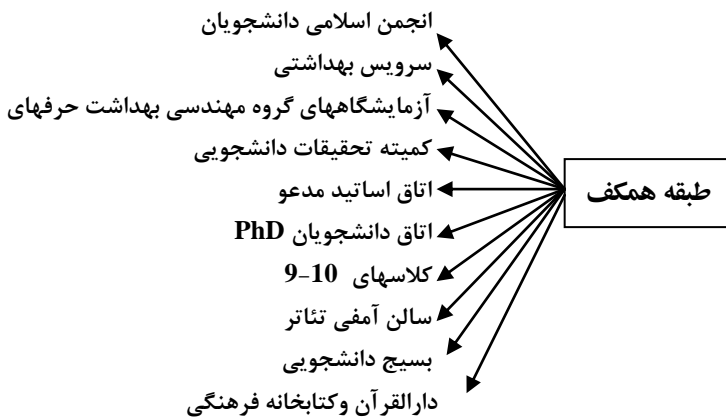 انجمن اسلامی دانشجویان
سرویس بهداشتی
آزمایشگاههای گروه مهندسی بهداشت حرفهای
کمیته تحقیقات دانشجویی
اتاق اساتید مدعو
اتاق دانشجویان PhD
کلاسهای 10-9
سالن آمفی تئاتر
بسیج دانشجویی
دارالقرآن وکتابخانه فرهنگی
طبقه همکف